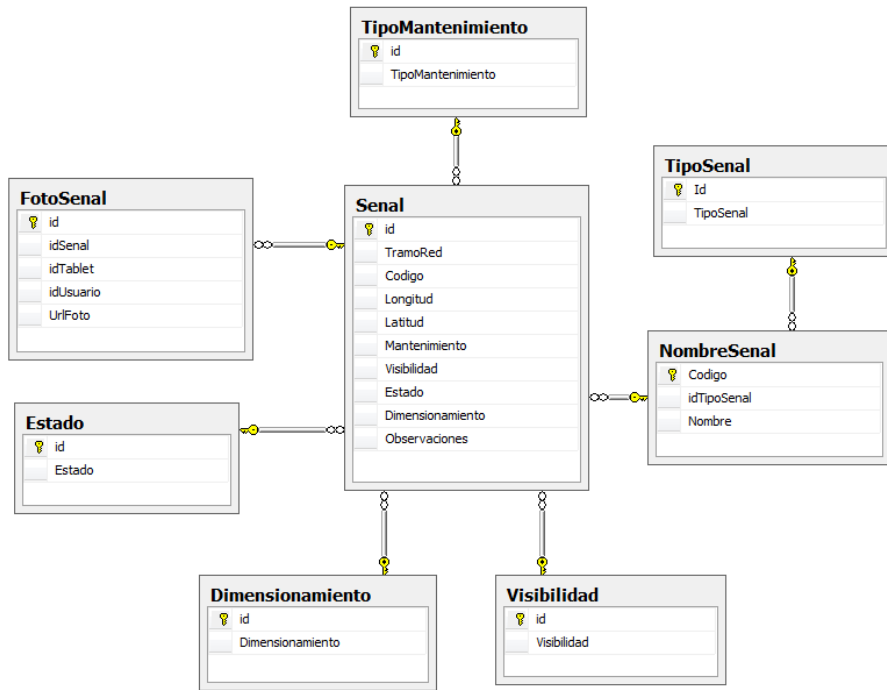 TipoMantenimiento
id
TipoMantenimiento
TipoSenal
Id
TipoSenal
FotoSenal
id
idSenal
idTablet
idUsuario
UrlFoto
Senal
id
TramoRed
Codigo
Longitud
Latitud
Mantenimiento
Visibilidad
Estado
Dimensionamiento
Observaciones
NombreSenal
Codigo
idTipoSenal
Nombre
Estado
id
Estado
Dimensionamiento
id
Dimensionamiento
Visibilidad
id
Visibilidad